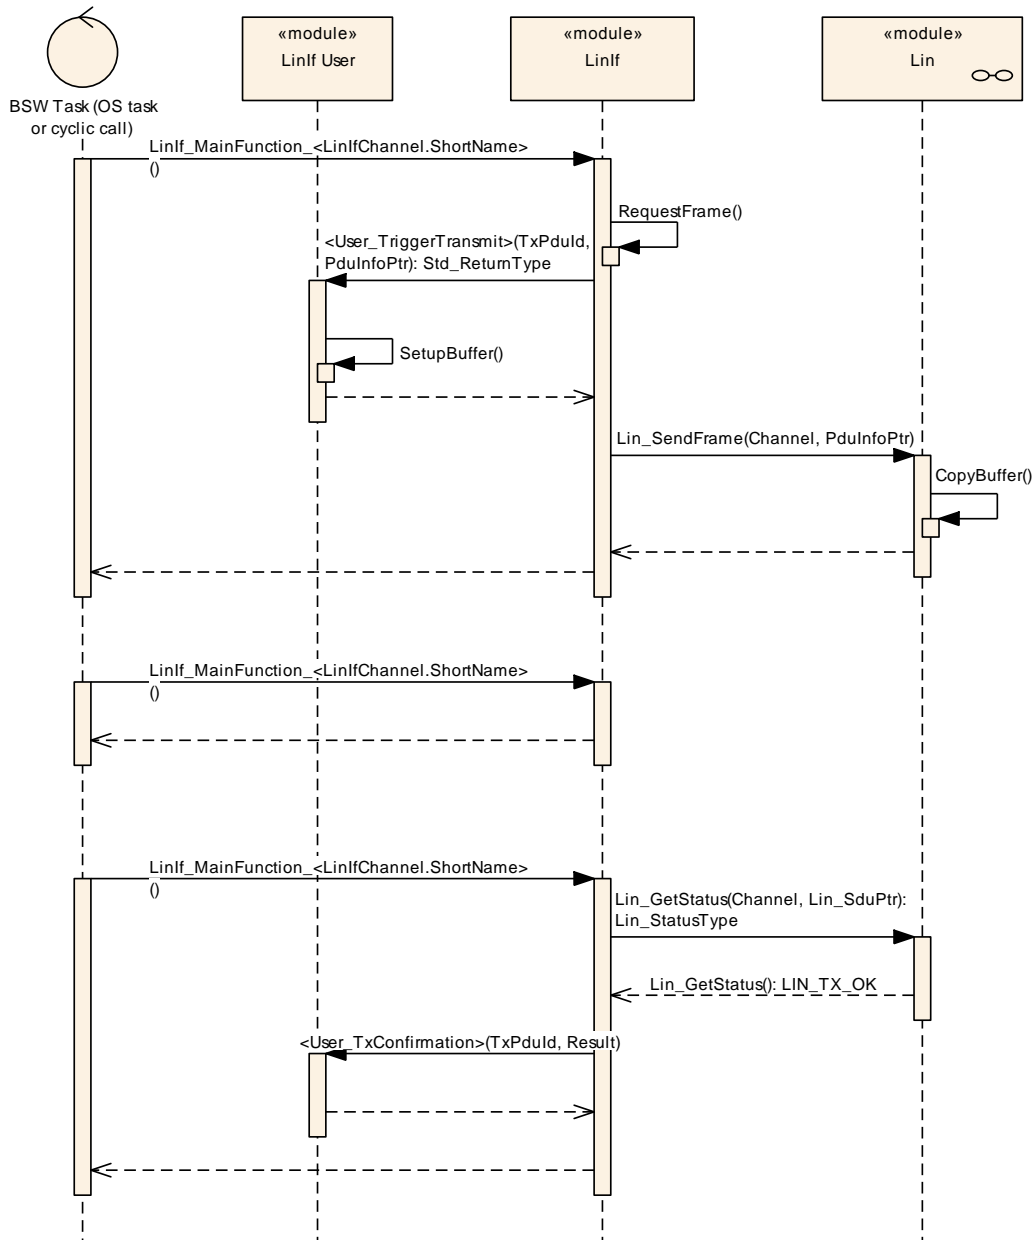 «module»
LinIf User
«module»
LinIf
«module»
Lin
BSW Task (OS task
or cyclic call)
LinIf_MainFunction_<LinIfChannel.ShortName>
()
RequestFrame()
<User_TriggerTransmit>(TxPduId,
PduInfoPtr): Std_ReturnType
SetupBuffer()
Lin_SendFrame(Channel, PduInfoPtr)
CopyBuffer()
LinIf_MainFunction_<LinIfChannel.ShortName>
()
LinIf_MainFunction_<LinIfChannel.ShortName>
()
Lin_GetStatus(Channel, Lin_SduPtr):
Lin_StatusType
Lin_GetStatus(): LIN_TX_OK
<User_TxConfirmation>(TxPduId, Result)